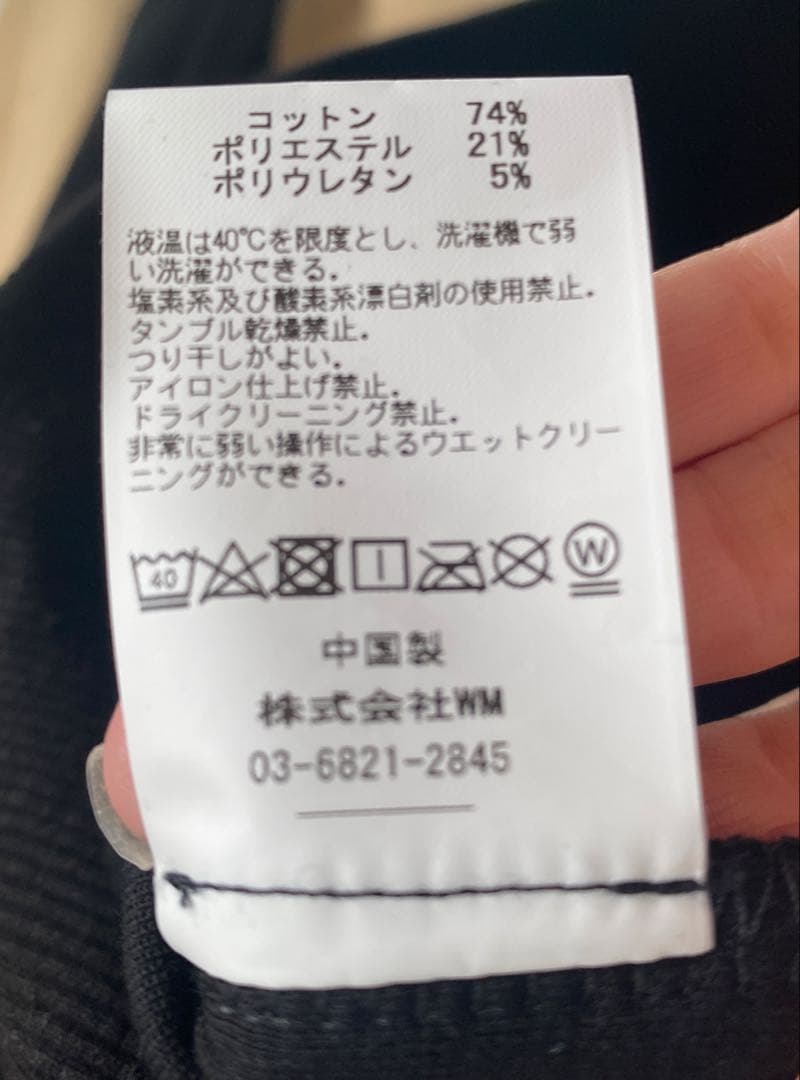 コットン 74%
ポリエステル 21%
ポリウレタン 5%
液温は40℃を限度とし、洗濯機で弱
い洗濯ができる.
塩素系及び酸素系漂白剤の使用禁止.
タンブル乾燥禁止.
つり干しがよい.
アイロン仕上げ禁止.
ドライクリーニング禁止.
非常に弱い操作によるウエットクリー
ニングができる.
40 W
中国製
株式会社WM
03-6821-2845